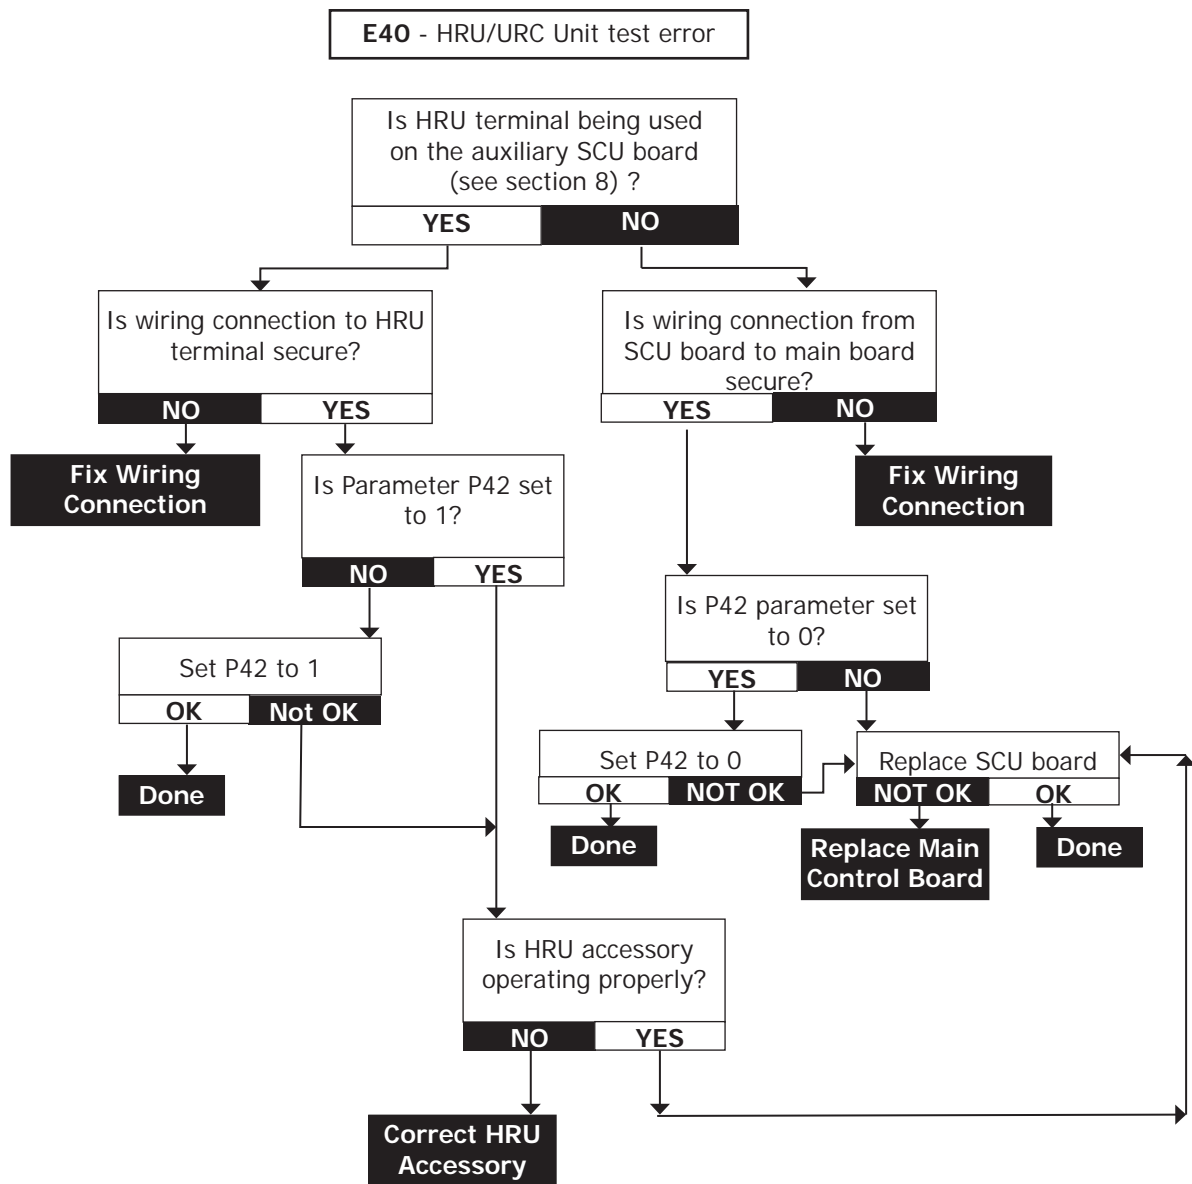 E40 - HRU/URC Unit test error
Is HRU terminal being used
on the auxiliary SCU board
(see section 8) ?
YES
NO
Is wiring connection to HRU
terminal secure?
NO
YES
Is wiring connection from
SCU board to main board
secure?
YES
NO
Fix Wiring
Connection
Is Parameter P42 set
to 1?
NO
YES
Fix Wiring
Connection
Is P42 parameter set
to 0?
YES
NO
Set P42 to 1
OK
Not OK
Done
Set P42 to 0
OK
NOT OK
Done
Replace SCU board
NOT OK
OK
Replace Main
Control Board
Done
Is HRU accessory
operating properly?
NO
YES
Correct HRU
Accessory